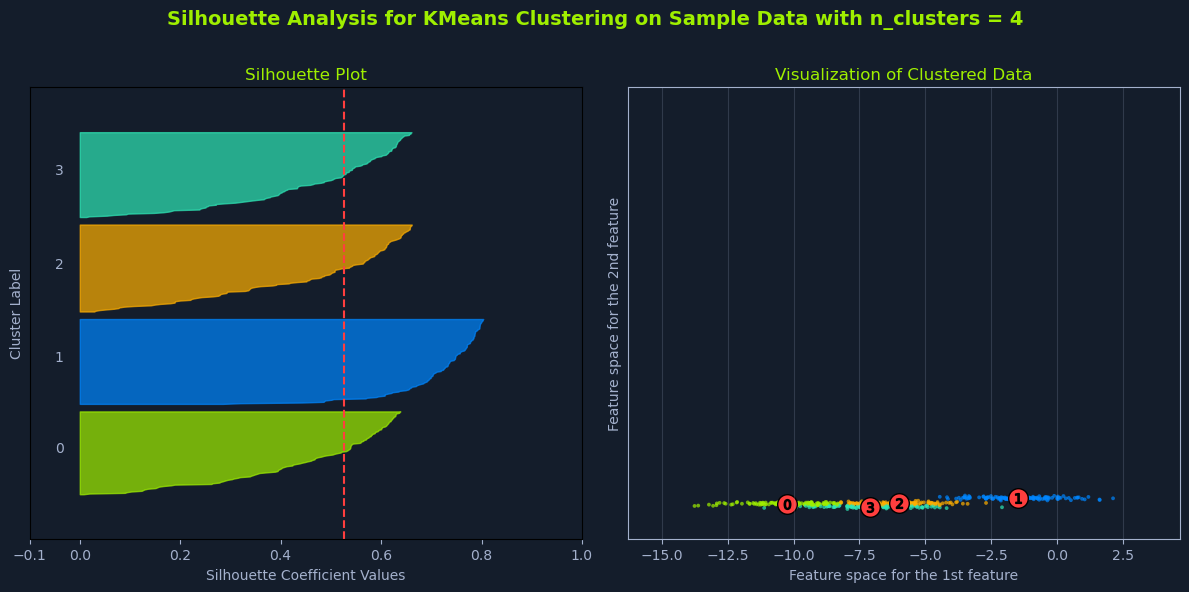 Silhouette Analysis for KMeans Clustering on Sample Data with n_clusters = 4
Silhouette Plot
Cluster Label
3
2
1
0
−0.1 0.0 0.2 0.4 0.6 0.8 1.0
Silhouette Coefficient Values
Visualization of Clustered Data
Feature space for the 2nd feature
0 3 2 1
−15.0 −12.5 −10.0 −7.5 −5.0 −2.5 0.0 2.5
Feature space for the 1st feature